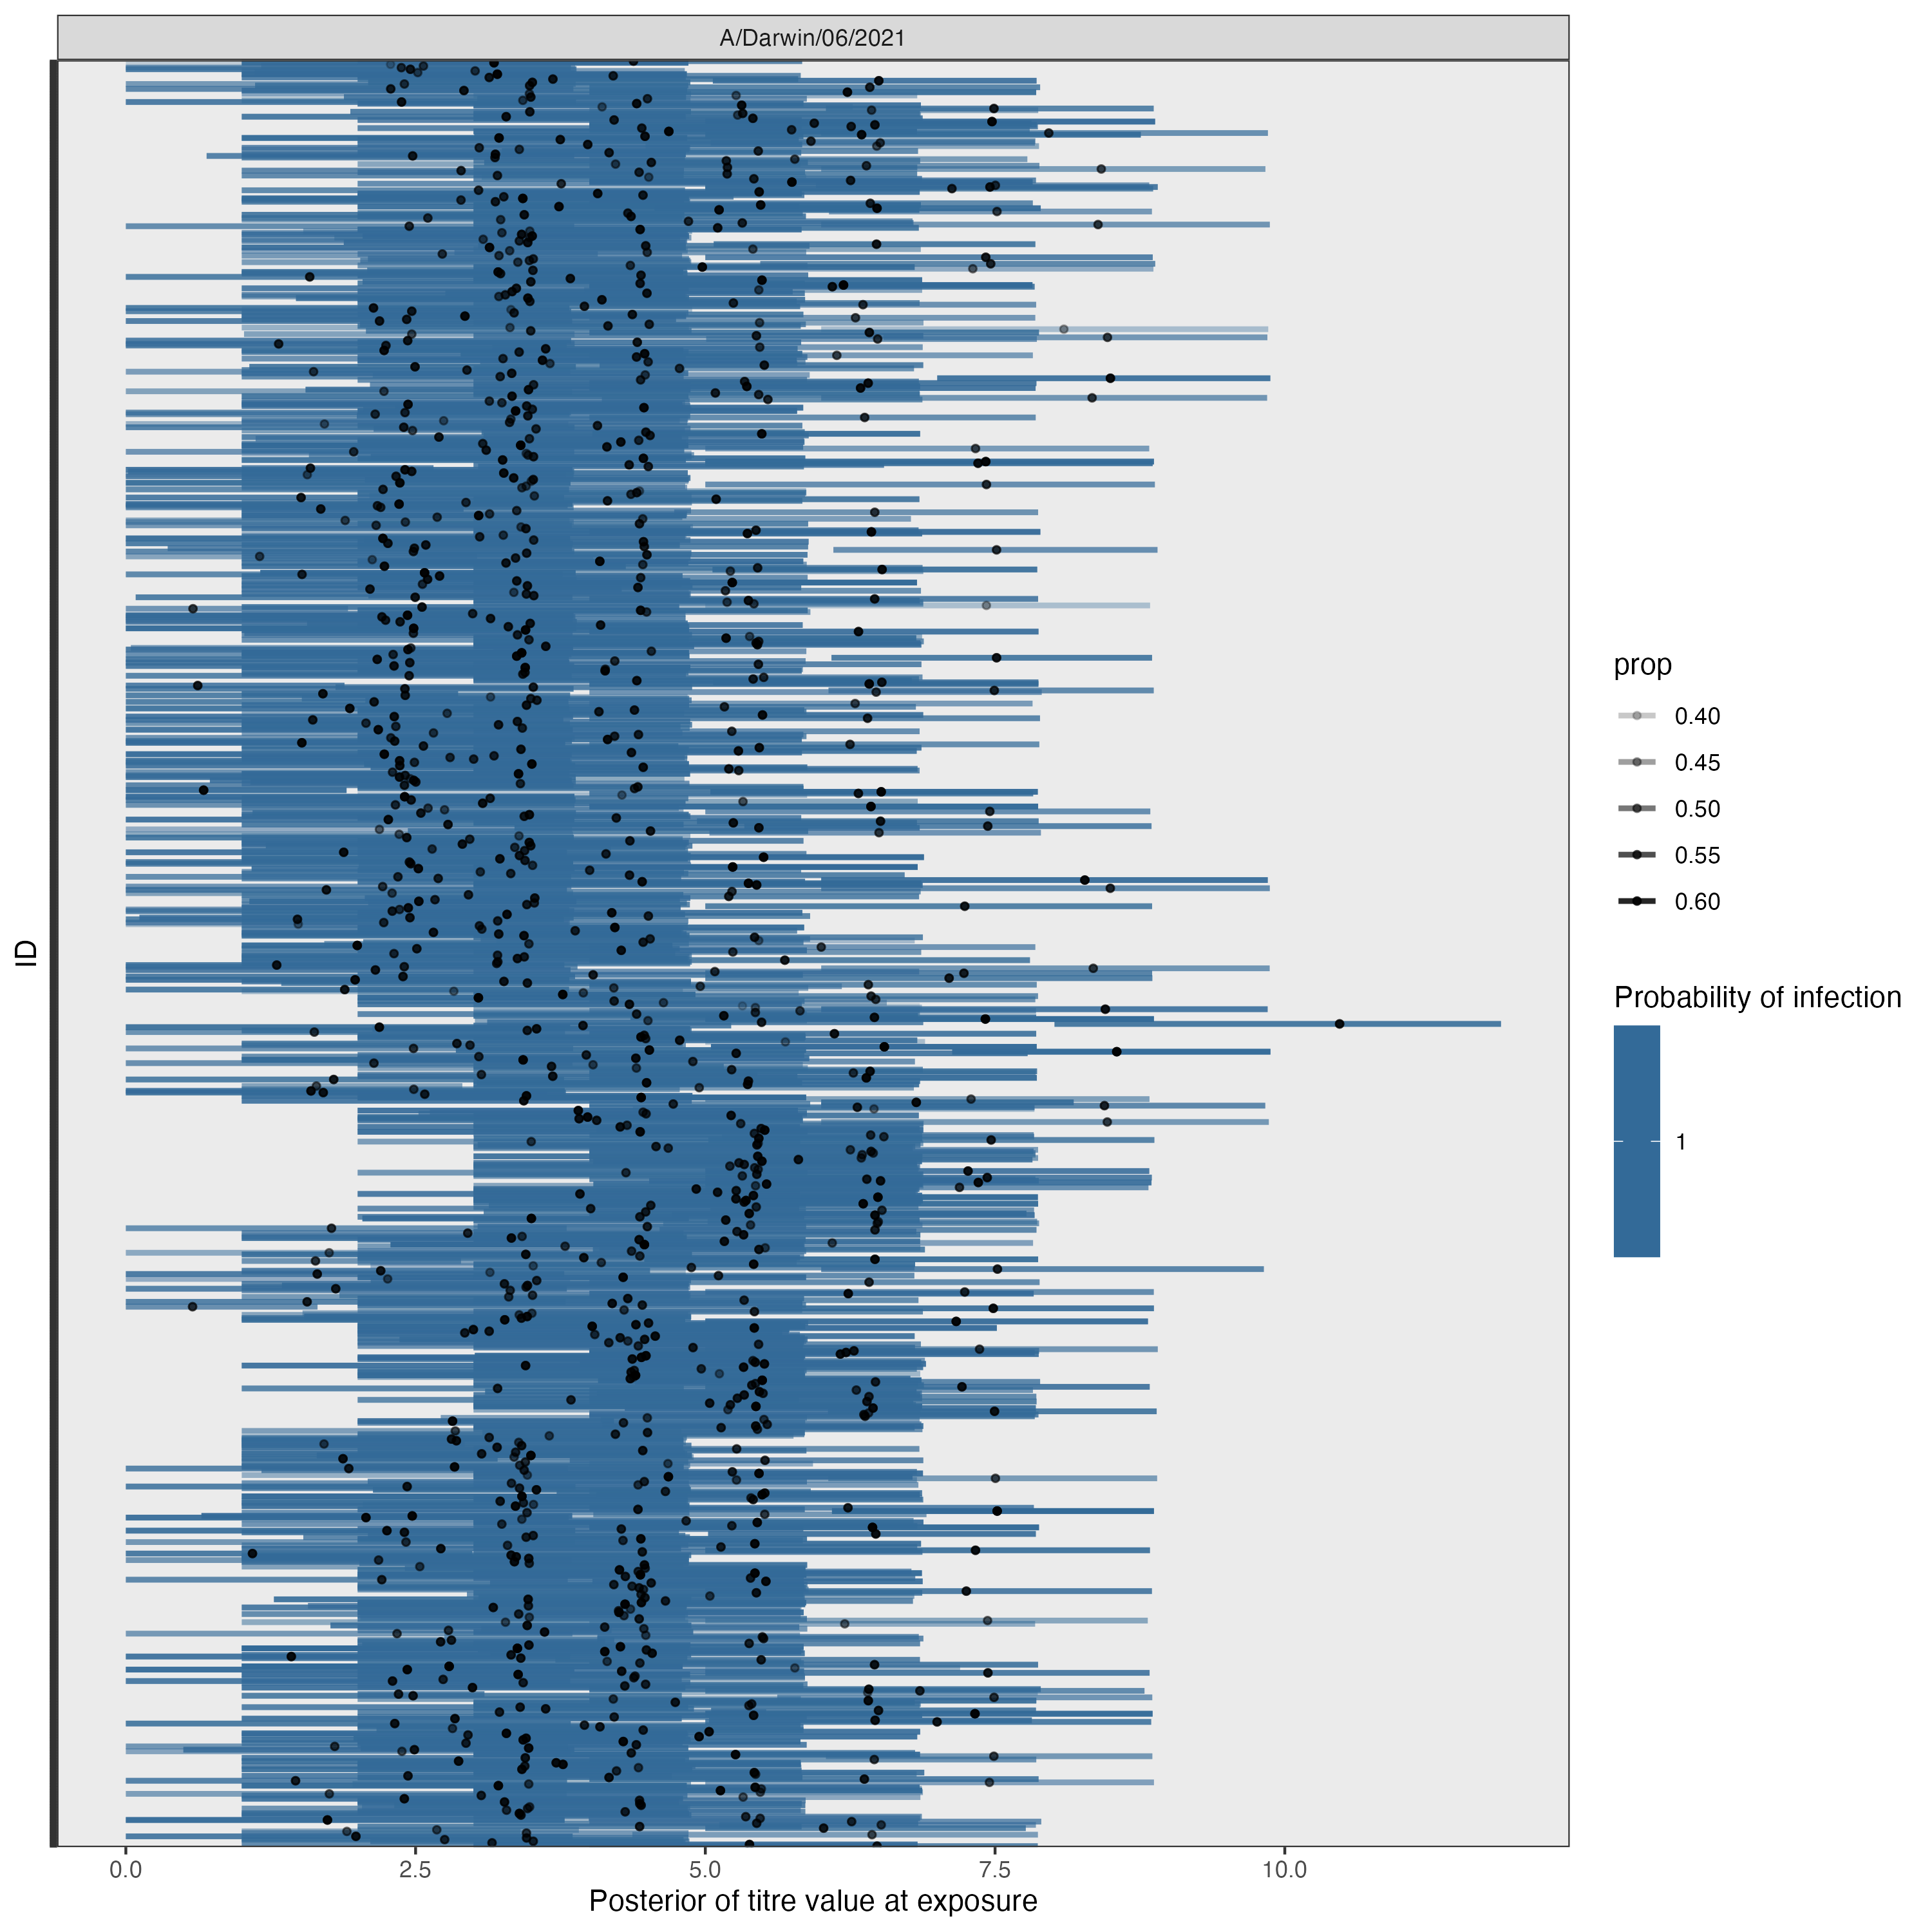 A/Darwin/06/2021
ID
0.0
2.5
5.0
7.5
10.0
Posterior of titre value at exposure
prop
0.40
0.45
0.50
0.55
0.60
Probability of infection
1